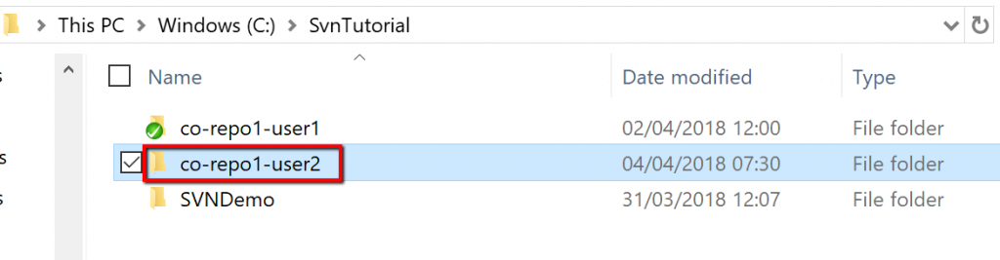 This PC > Windows (C:) > SvnTutorial
Name Date modified Type
co-repo1-user1 02/04/2018 12:00 File folder
co-repo1-user2 04/04/2018 07:30 File folder
SVNDemo 31/03/2018 12:07 File folder